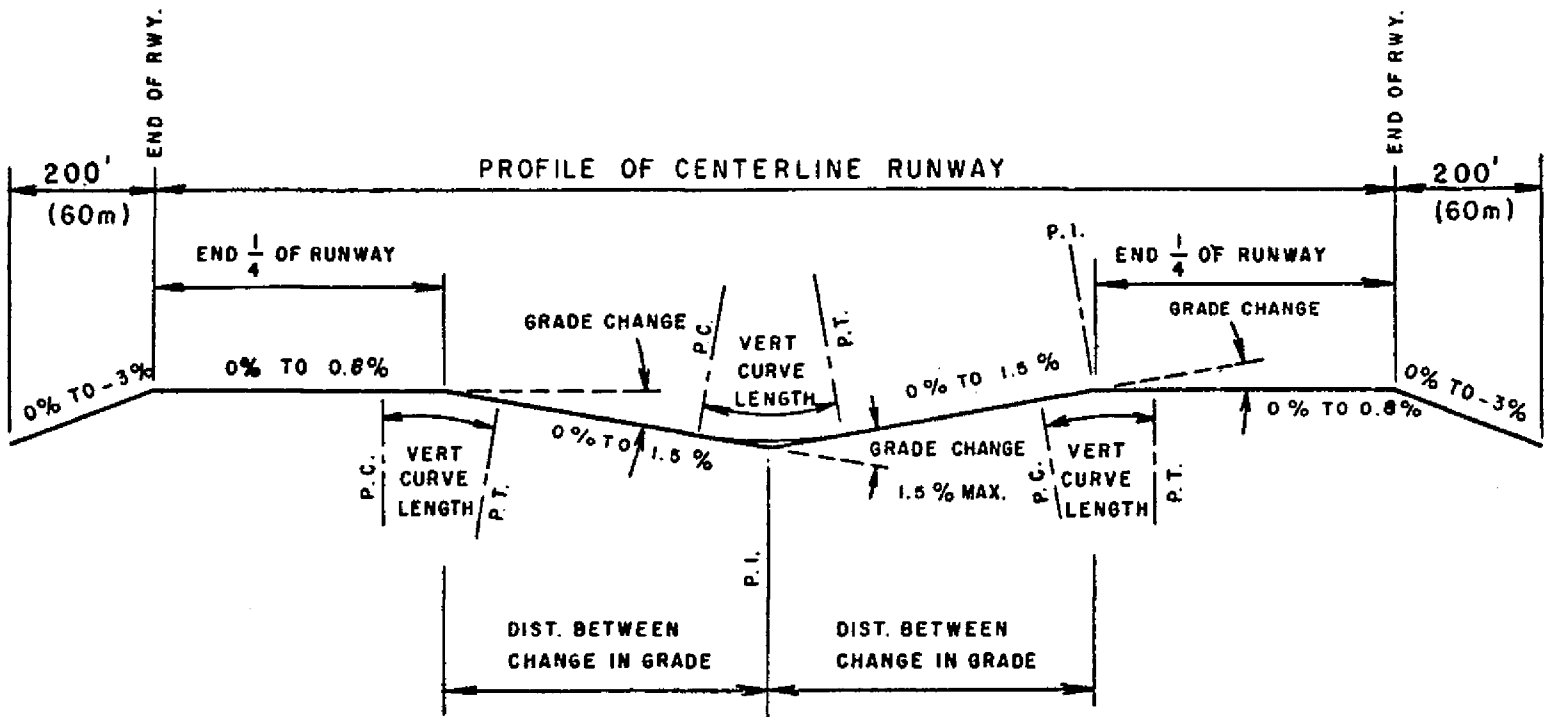 END OF RWY.
END OF RWY.
200'
(60m)
PROFILE OF CENTERLINE RUNWAY
200'
(60m)
END 1/4 OF RUNWAY
P.I.
END 1/4 OF RUNWAY
GRADE CHANGE
P.C.
VERT
CURVE
LENGTH
P.T.
GRADE CHANGE
0% TO -3%
0% TO 0.8%
0% TO 1.5%
0% TO 0.8%
0% TO -3%
P.C.
VERT
CURVE
LENGTH
P.T.
0% TO 1.5%
GRADE CHANGE
1.5% MAX.
P.C.
VERT
CURVE
LENGTH
P.T.
P.I.
DIST. BETWEEN
CHANGE IN GRADE
DIST. BETWEEN
CHANGE IN GRADE